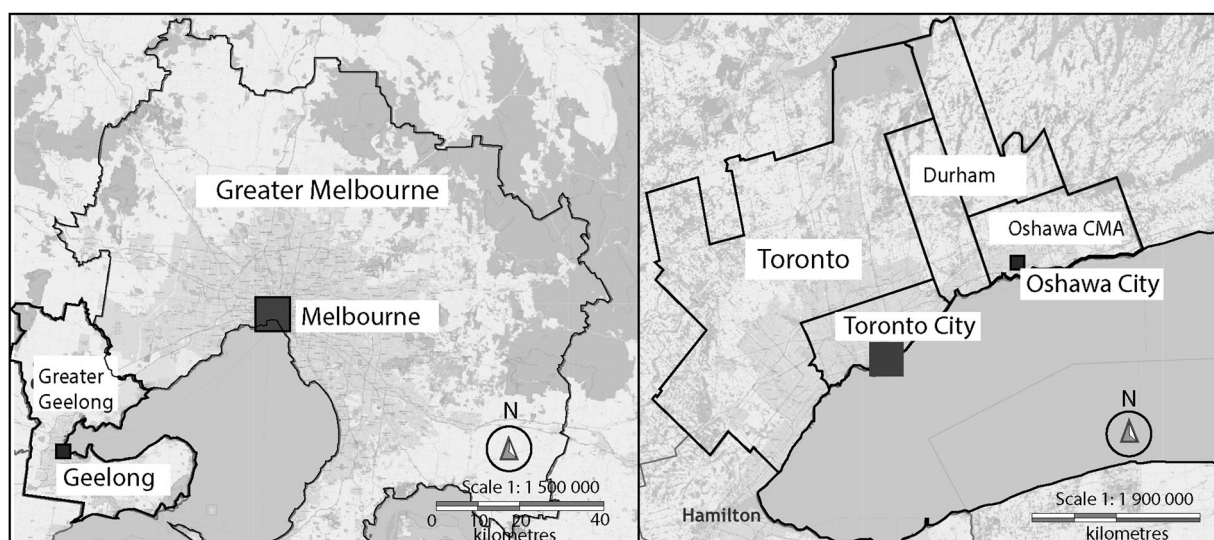 Greater Melbourne
Melbourne
Greater
Geelong
Geelong
N
Scale 1: 1 500 000
0 10 20 40
kilometres
Durham
Oshawa CMA
Toronto
Oshawa City
Toronto City
N
Hamilton
Scale 1: 1 900 000
kilometres